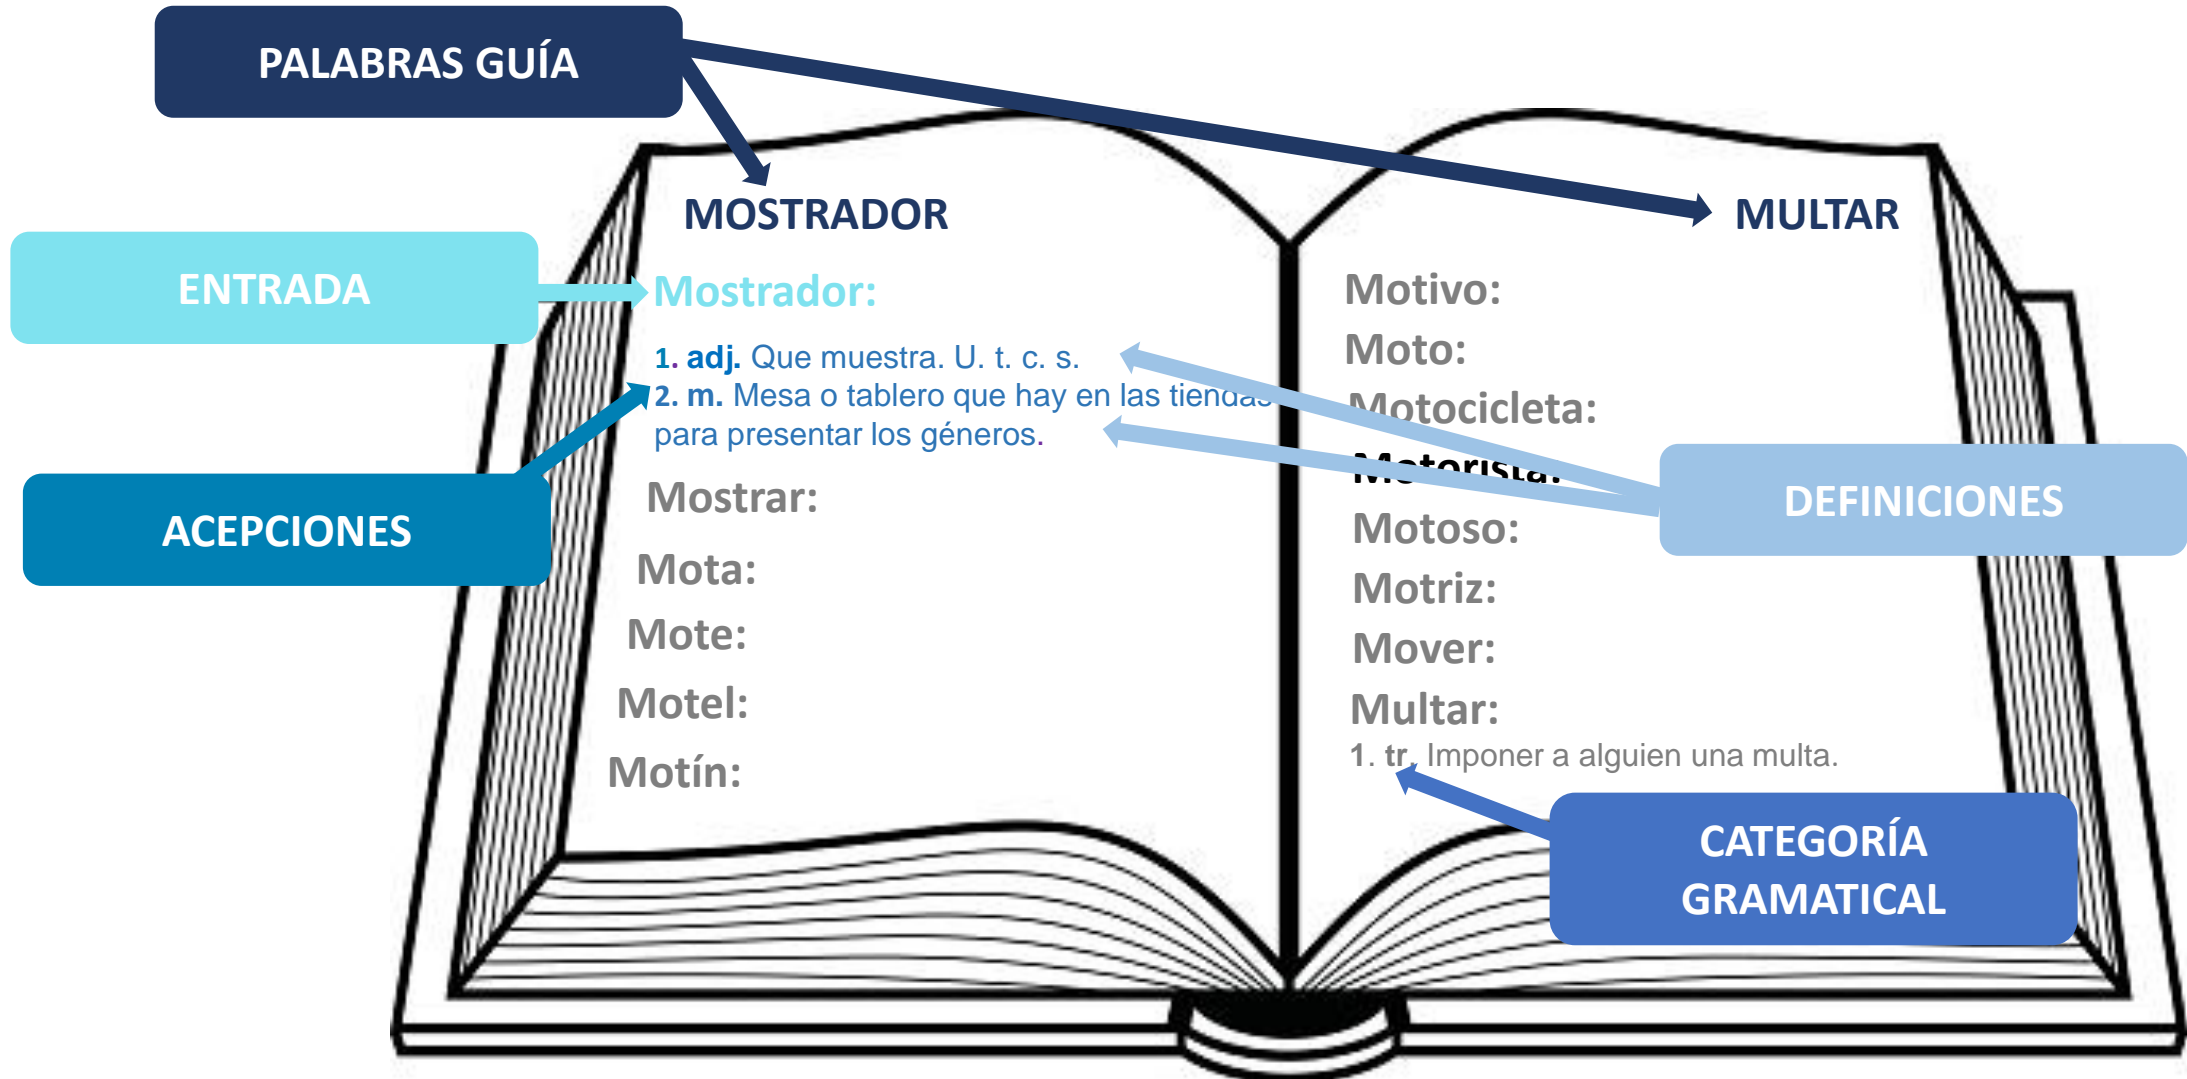 PALABRAS GUÍA
MOSTRADOR
MULTAR
ENTRADA
Mostrador:
1. adj. Que muestra. U. t. c. s.
2. m. Mesa o tablero que hay en las tiendas
para presentar los géneros.
ACEPCIONES
Mostrar:
Mota:
Mote:
Motel:
Motín:
Motivo:
Moto:
Motocicleta:
Motorista:
DEFINICIONES
Motoso:
Motriz:
Mover:
Multar:
1. tr. Imponer a alguien una multa.
CATEGORÍA
GRAMATICAL